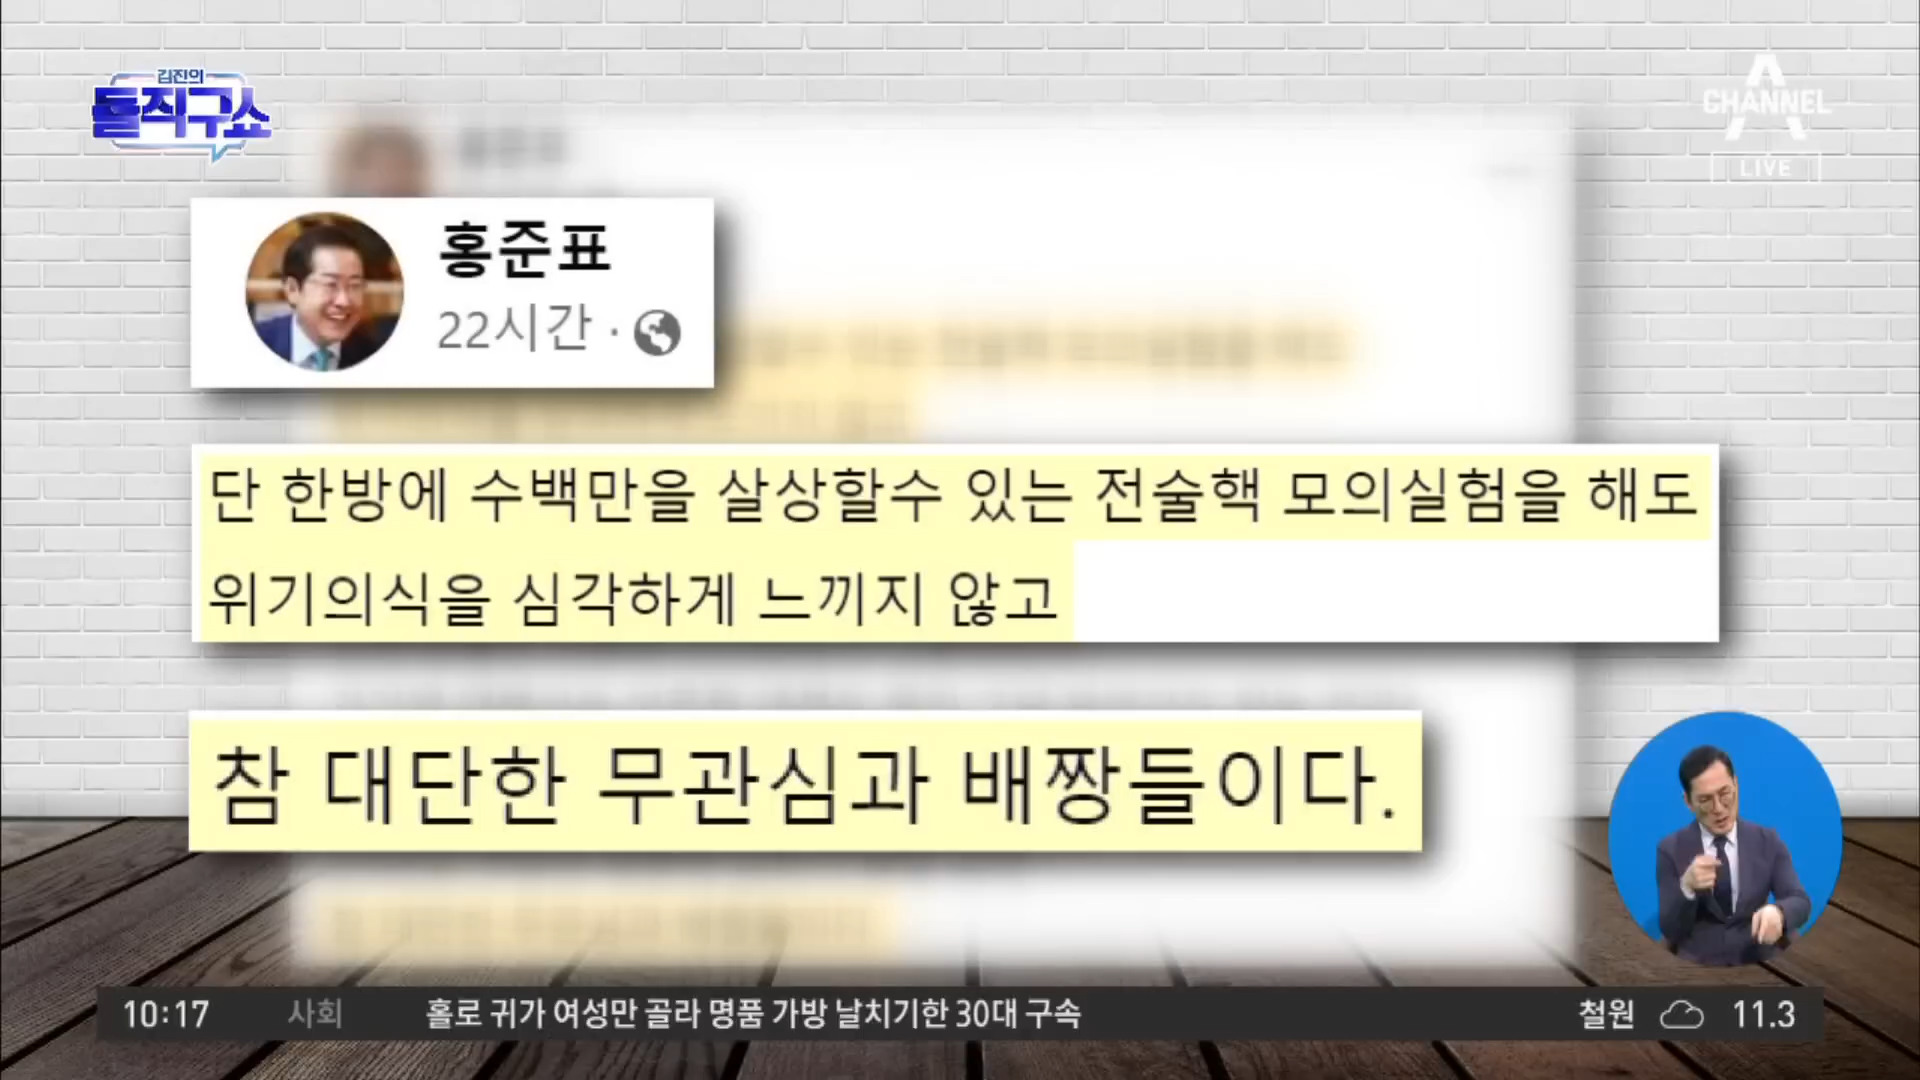 김진의
돌직구쇼
CHANNEL A
LIVE
홍준표
22시간 ·
단 한방에 수백만을 살상할수 있는 전술핵 모의실험을 해도
위기의식을 심각하게 느끼지 않고
참 대단한 무관심과 배짱들이다.
10:17 사회 홀로 귀가 여성만 골라 명품 가방 날치기한 30대 구속 철원 11.3